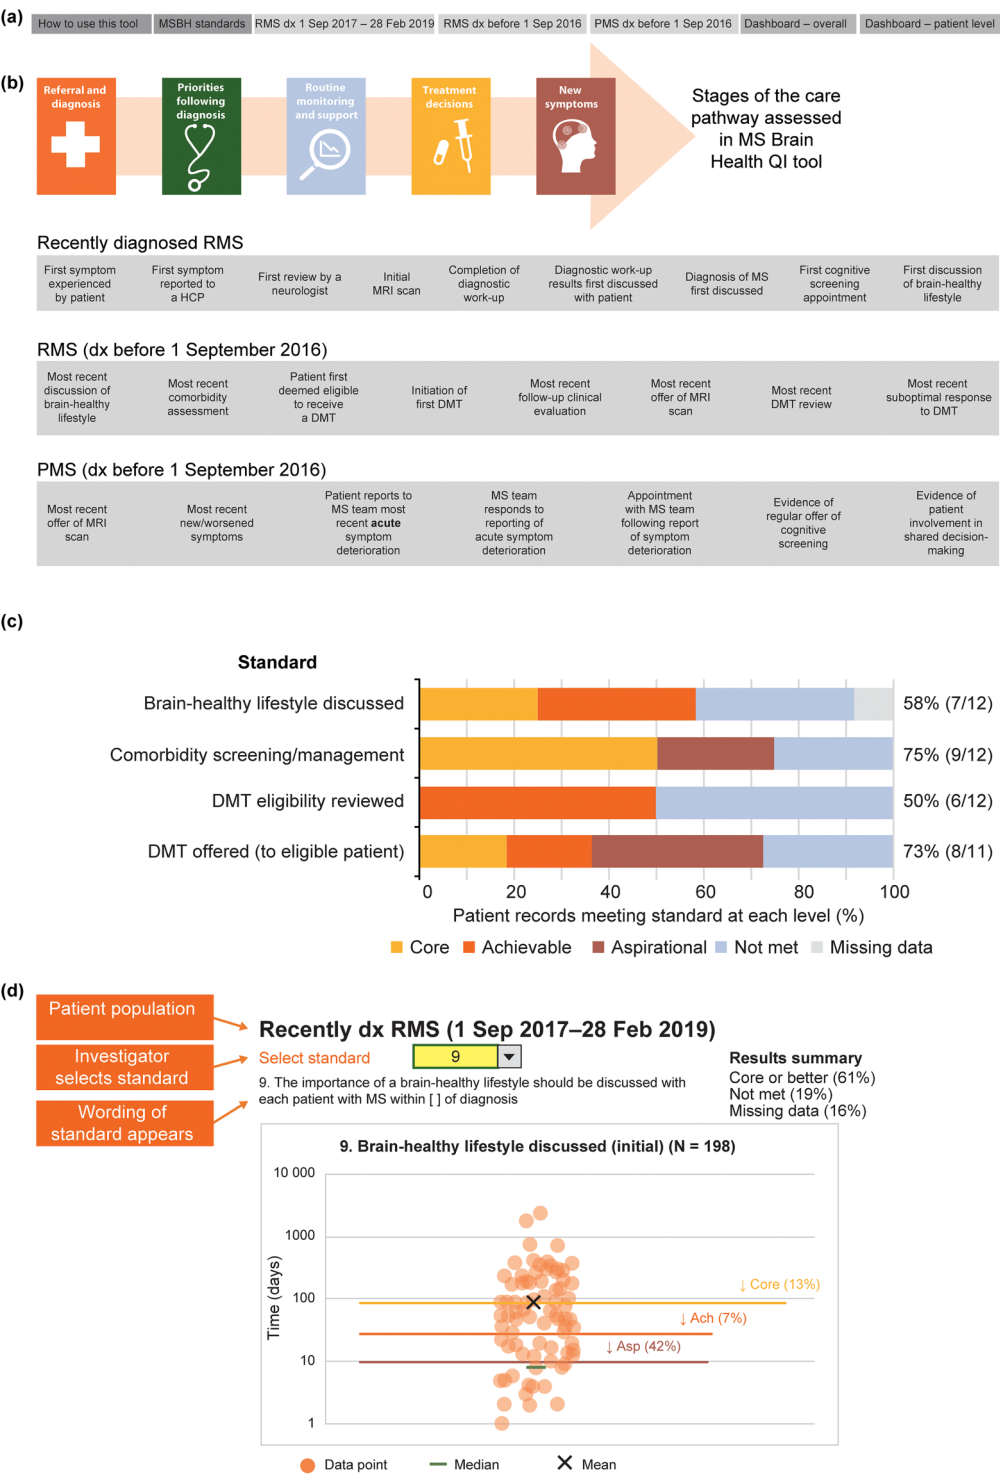 (a)
How to use this tool
MSBH standards
RMS dx 1 Sep 2017 – 28 Feb 2019
RMS dx before 1 Sep 2016
PMS dx before 1 Sep 2016
Dashboard – overall
Dashboard – patient level
(b)
Referral and
diagnosis
Priorities
following
diagnosis
Routine
monitoring
and support
Treatment
decisions
New
symptoms
Stages of the care
pathway assessed
in MS Brain
Health QI tool
Recently diagnosed RMS
First symptom
experienced
by patient
First symptom
reported to
a HCP
First review by a
neurologist
Initial
MRI scan
Completion of
diagnostic
work-up
Diagnostic work-up
results first discussed
with patient
Diagnosis of MS
first discussed
First cognitive
screening
appointment
First discussion
of brain-healthy
lifestyle
RMS (dx before 1 September 2016)
Most recent
discussion of
brain-healthy
lifestyle
Most recent
comorbidity
assessment
Patient first
deemed eligible
to receive
a DMT
Initiation of
first DMT
Most recent
follow-up clinical
evaluation
Most recent
offer of MRI
scan
Most recent
DMT review
Most recent
suboptimal response
to DMT
PMS (dx before 1 September 2016)
Most recent
offer of MRI
scan
Most recent
new/worsened
symptoms
Patient reports to
MS team most
recent acute
symptom
deterioration
MS team
responds to
reporting of
acute symptom
deterioration
Appointment
with MS team
following report
of symptom
deterioration
Evidence of
regular offer of
cognitive
screening
Evidence of
patient
involvement in
shared decision-
making
(c)
Standard
Brain-healthy lifestyle discussed
58% (7/12)
Comorbidity screening/management
75% (9/12)
DMT eligibility reviewed
50% (6/12)
DMT offered (to eligible patient)
73% (8/11)
0 20 40 60 80 100
Patient records meeting standard at each level (%)
Core Achievable Aspirational Not met Missing data
(d)
Patient population
Investigator
selects standard
Wording of
standard appears
Recently dx RMS (1 Sep 2017–28 Feb 2019)
Select standard
9
9. The importance of a brain-healthy lifestyle should be discussed with
each patient with MS within [ ] of diagnosis
Results summary
Core or better (61%)
Not met (19%)
Missing data (16%)
9. Brain-healthy lifestyle discussed (initial) (N = 198)
Time (days)
10 000
1000
100
10
1
↓ Core (13%)
↓ Ach (7%)
↓ Asp (42%)
Data point Median Mean